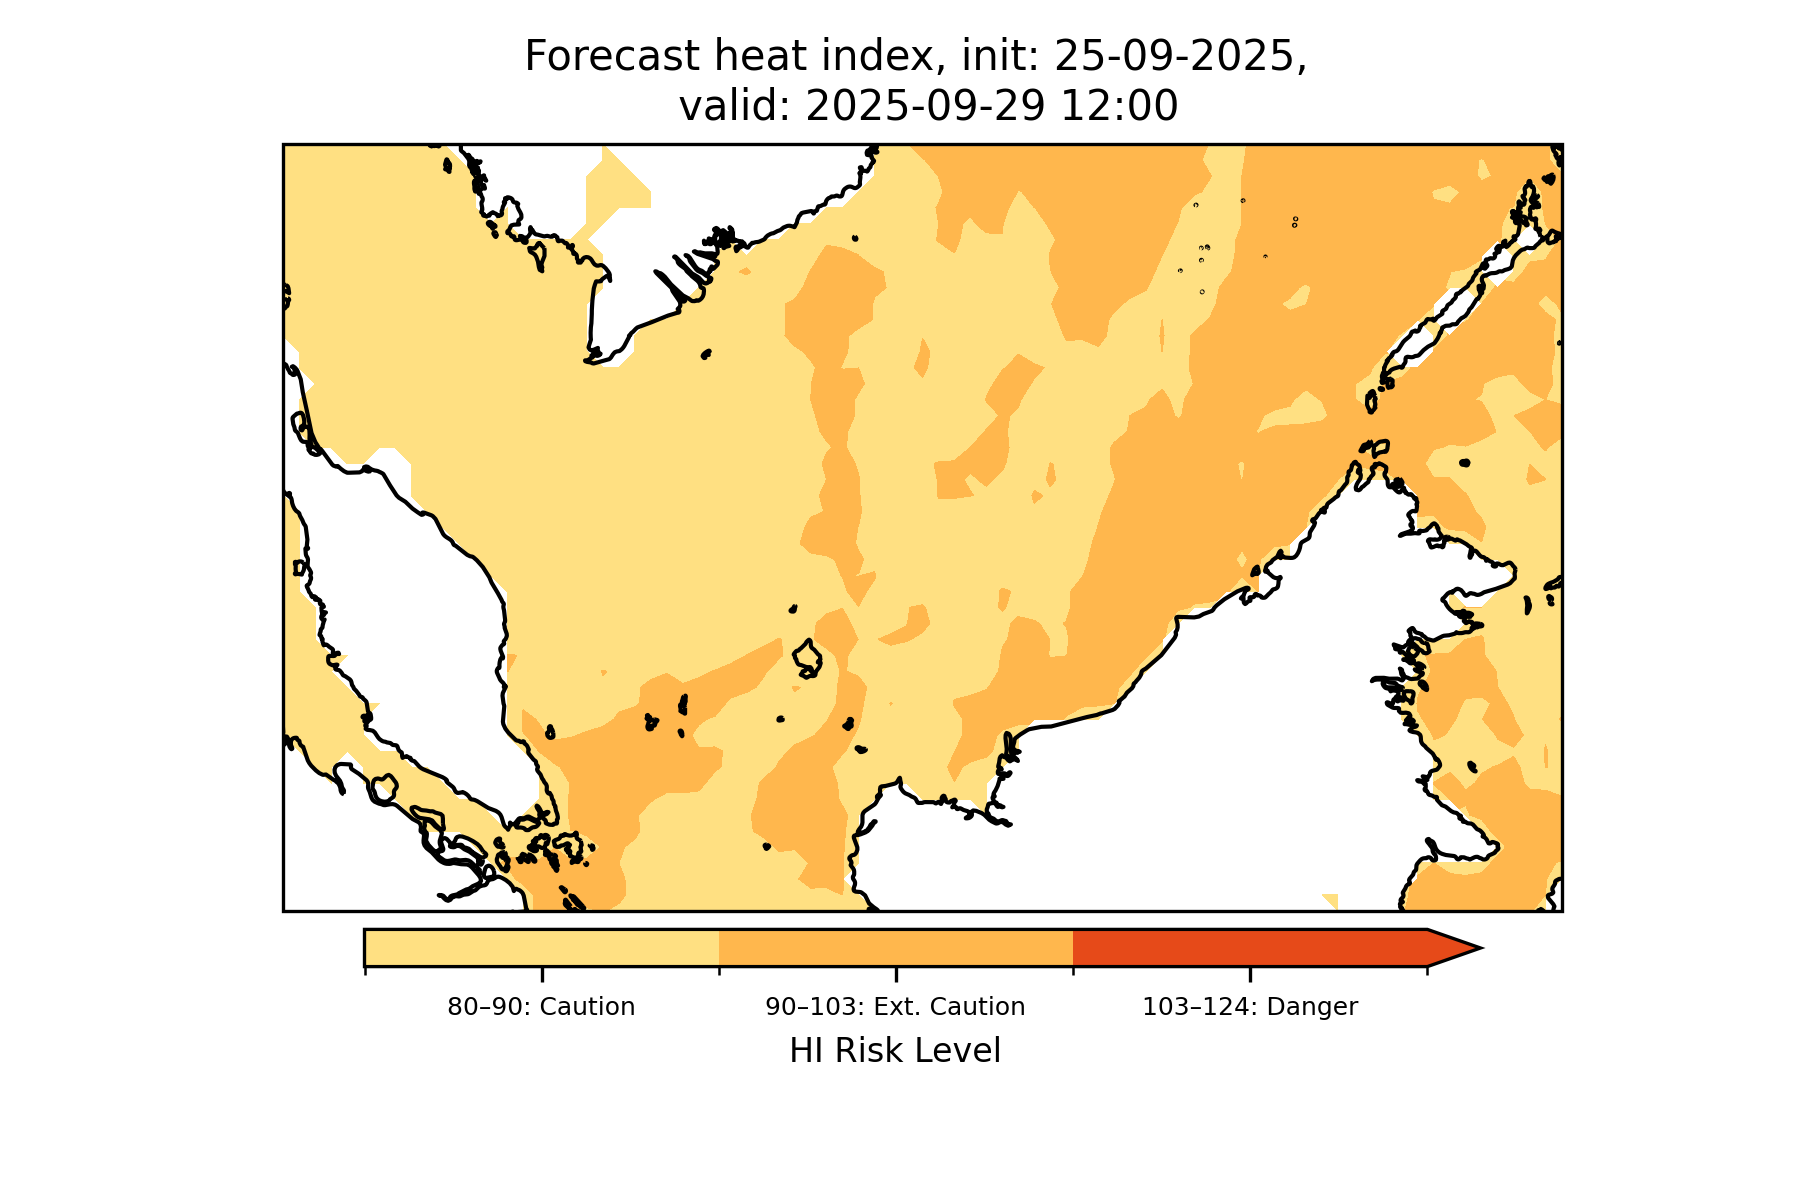 Forecast heat index, init: 25-09-2025,
valid: 2025-09-29 12:00
80–90: Caution
90–103: Ext. Caution
103–124: Danger
HI Risk Level